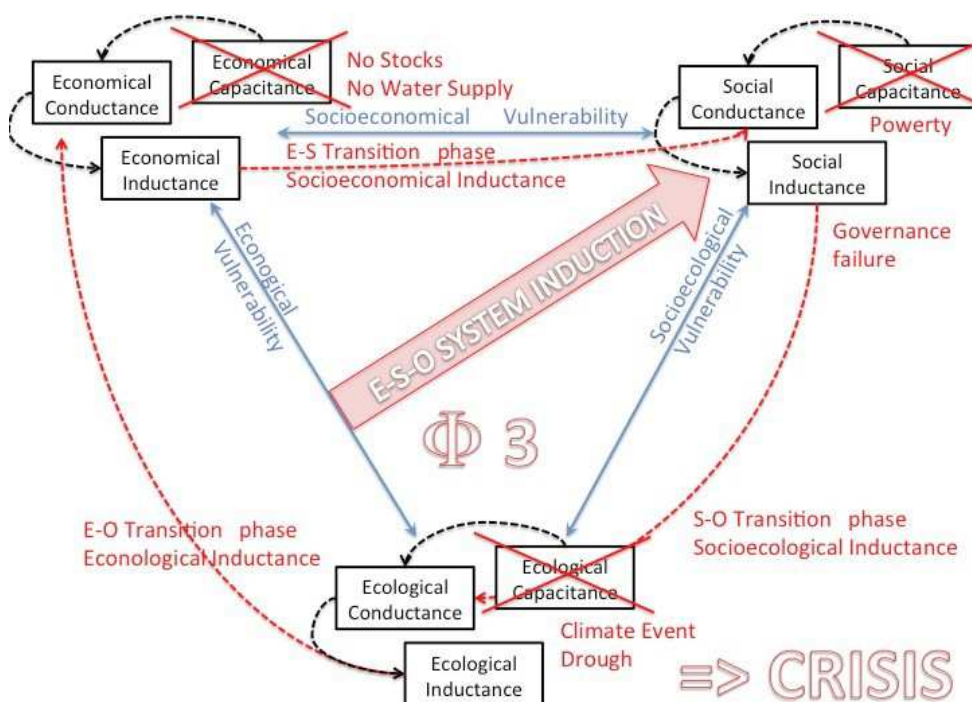 Economical
Conductance
Economical
Capacitance
No Stocks
No Water Supply
Social
Conductance
Social
Capacitance
Powerty
Socioeconomical Vulnerability
Economical
Inductance
E-S Transition phase
Socioeconomical Inductance
Social
Inductance
Governance
failure
Econogical
Vulnerability
E-S-O SYSTEM INDUCTION
Socioecological
Vulnerability
Φ 3
E-O Transition phase
Econological Inductance
S-O Transition phase
Socioecological Inductance
Ecological
Conductance
Ecological
Capacitance
Climate Event
Drough
Ecological
Inductance
=> CRISIS